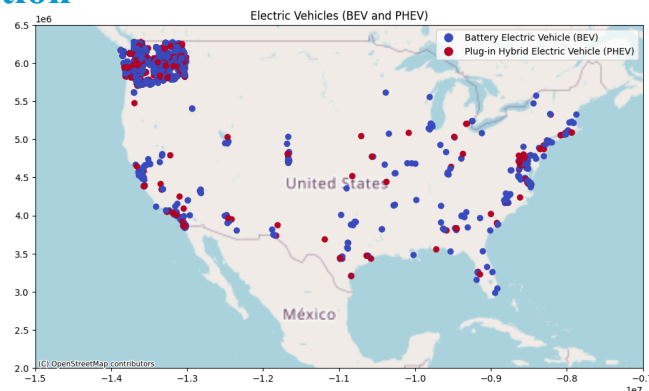 tion
Electric Vehicles (BEV and PHEV)
1e6
6.5
6.0
5.5
5.0
4.5
4.0
3.5
3.0
2.5
2.0
Battery Electric Vehicle (BEV)
Plug-in Hybrid Electric Vehicle (PHEV)
United States
México
(C) OpenStreetMap contributors
−1.5 −1.4 −1.3 −1.2 −1.1 −1.0 −0.9 −0.8 −0.7
1e7